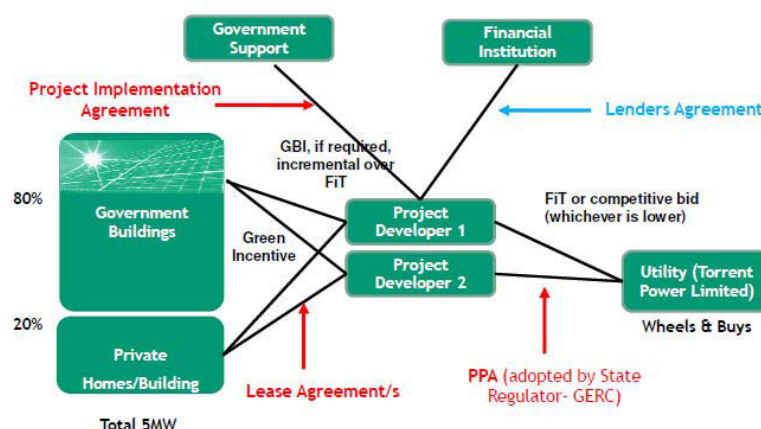 Government
Support
Financial
Institution
Project Implementation
Agreement
Lenders Agreement
GBI, if required,
incremental over
FiT
80%
Government
Buildings
Green
Incentive
Project
Developer 1
Project
Developer 2
FiT or competitive bid
(whichever is lower)
Utility (Torrent
Power Limited)
Wheels & Buys
20%
Private
Homes/Building
Lease Agreement/s
PPA (adopted by State
Regulator- GERC)
Total 5MW